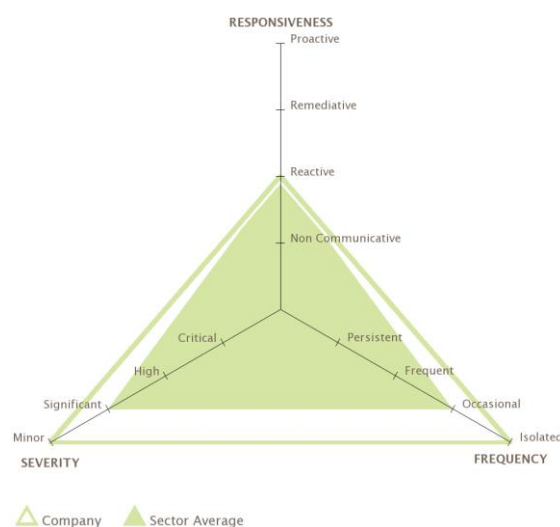 RESPONSIVENESS
Proactive
Remediative
Reactive
Non Communicative
Critical
Persistent
High
Frequent
Significant
Occasional
Minor
Isolated
SEVERITY
FREQUENCY
Company
Sector Average